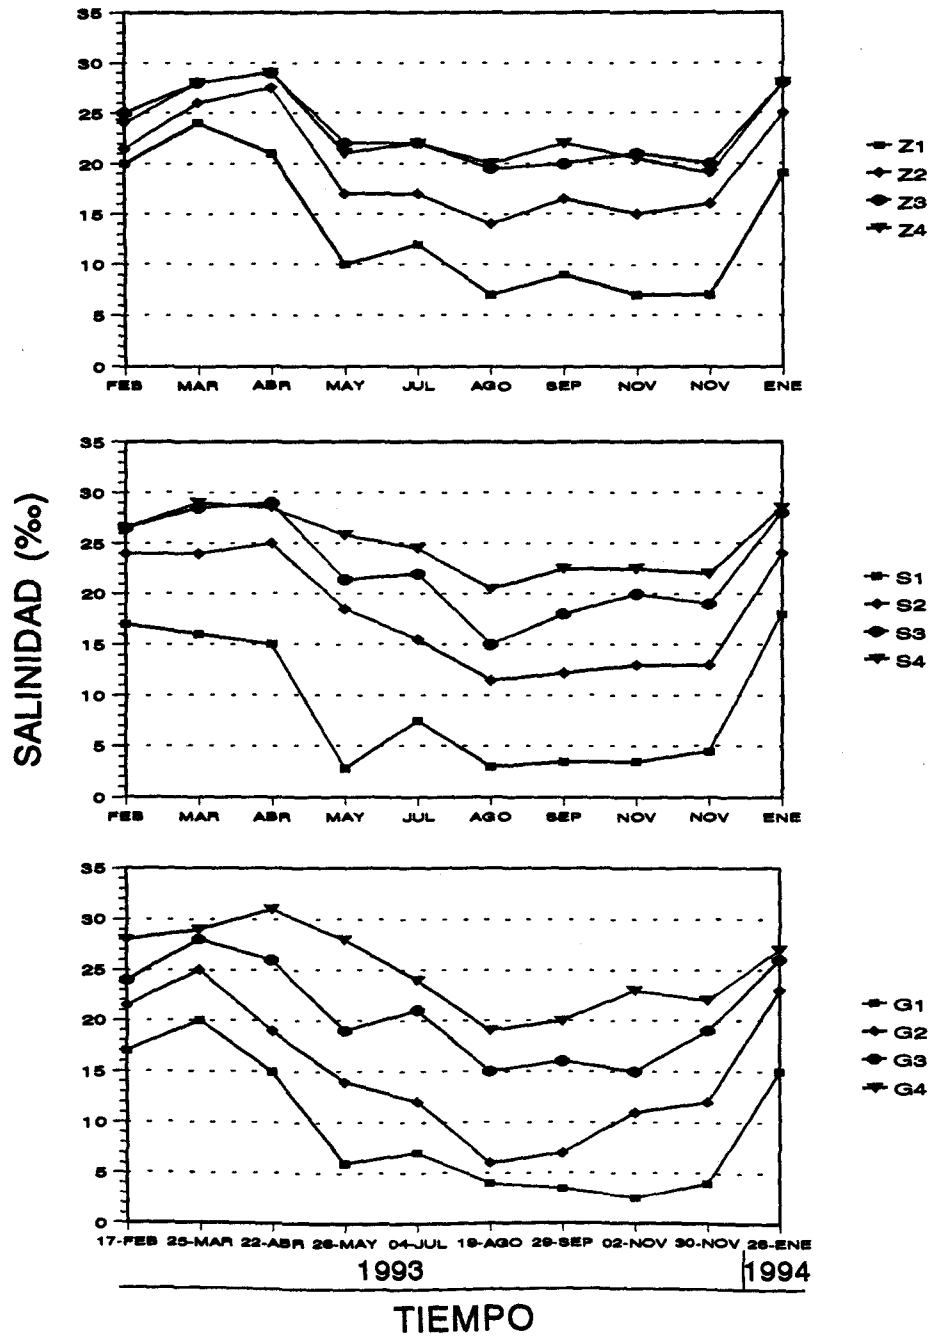 SALINIDAD (‰)
35
30
25
20
15
10
5
0
FEB MAR ABR MAY JUL AGO SEP NOV NOV ENE
Z1
Z2
Z3
Z4
35
30
25
20
15
10
5
0
FEB MAR ABR MAY JUL AGO SEP NOV NOV ENE
S1
S2
S3
S4
35
30
25
20
15
10
5
0
17-FEB 25-MAR 22-ABR 26-MAY 04-JUL 19-AGO 29-SEP 02-NOV 30-NOV 26-ENE
G1
G2
G3
G4
1993 1994
TIEMPO